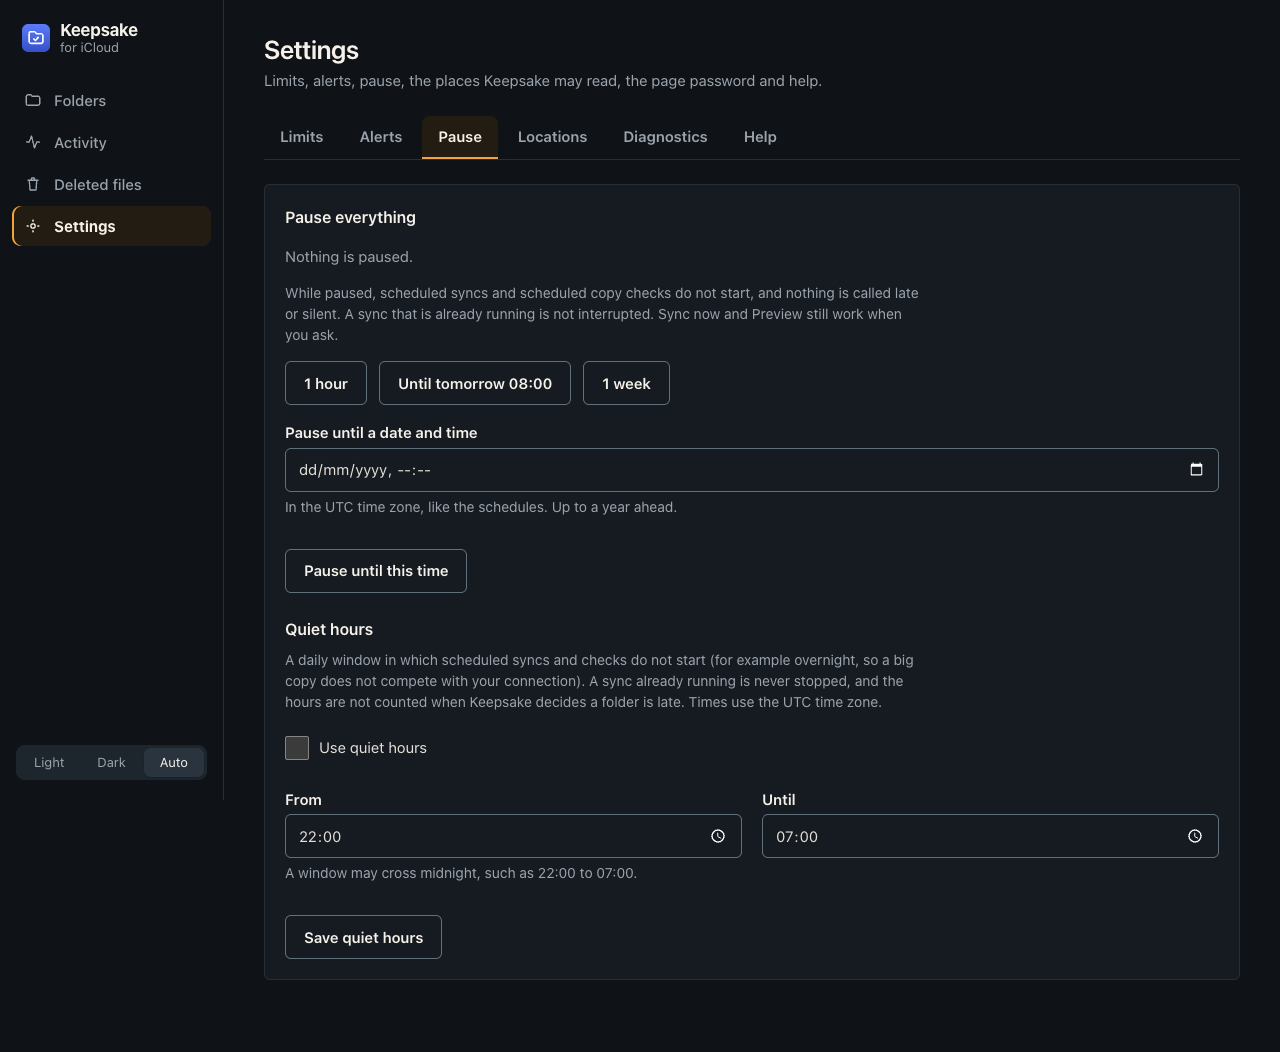 Keepsake
for iCloud
Folders
Activity
Deleted files
Settings
Light Dark Auto
Settings
Limits, alerts, pause, the places Keepsake may read, the page password and help.
Limits Alerts Pause Locations Diagnostics Help
Pause everything
Nothing is paused.
While paused, scheduled syncs and scheduled copy checks do not start, and nothing is called late
or silent. A sync that is already running is not interrupted. Sync now and Preview still work when
you ask.
1 hour Until tomorrow 08:00 1 week
Pause until a date and time
dd/mm/yyyy, --:--
In the UTC time zone, like the schedules. Up to a year ahead.
Pause until this time
Quiet hours
A daily window in which scheduled syncs and checks do not start (for example overnight, so a big
copy does not compete with your connection). A sync already running is never stopped, and the
hours are not counted when Keepsake decides a folder is late. Times use the UTC time zone.
Use quiet hours
From Until
22:00 07:00
A window may cross midnight, such as 22:00 to 07:00.
Save quiet hours